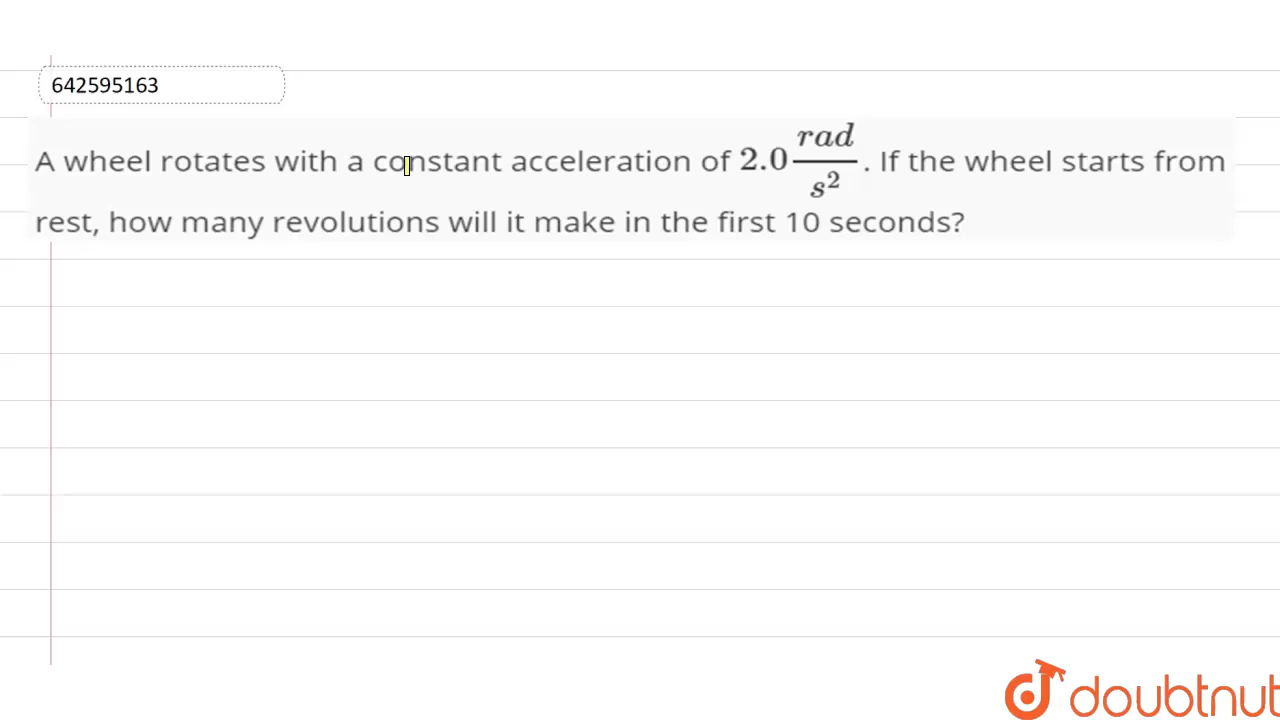 642595163
A wheel rotates with a constant acceleration of 2.0 rad/s². If the wheel starts from
rest, how many revolutions will it make in the first 10 seconds?
doubtnut